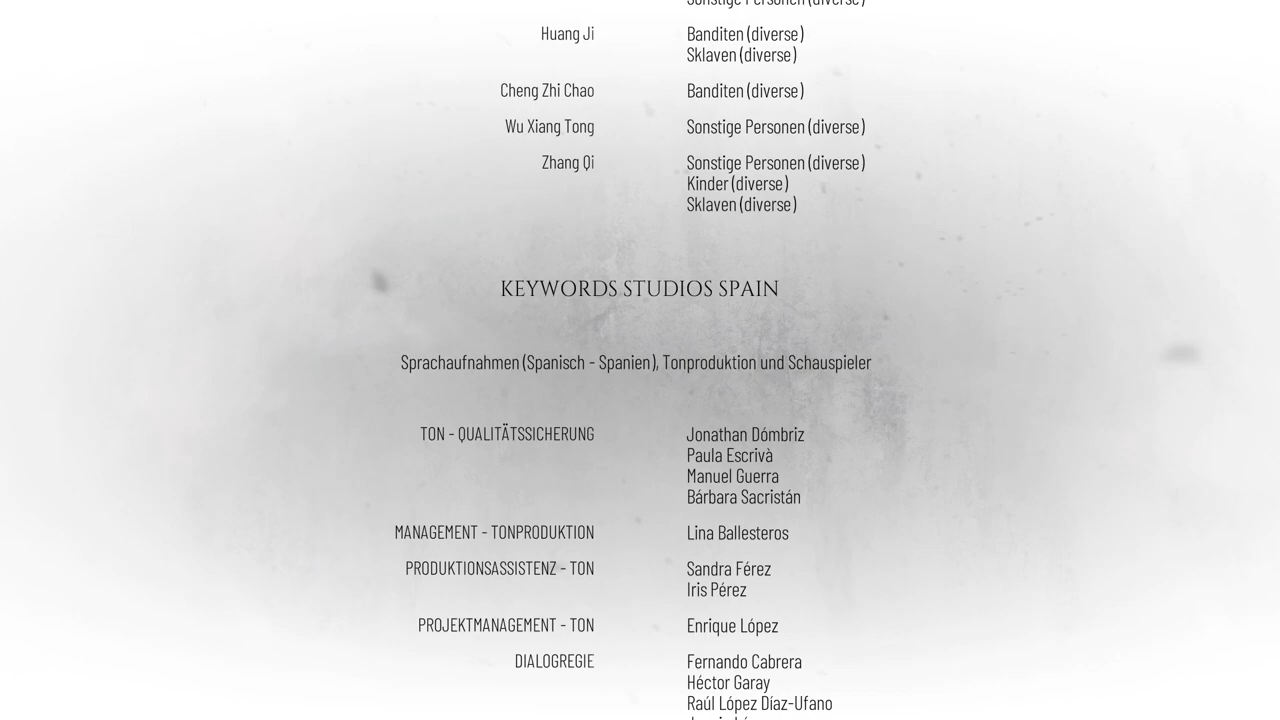 Sonstige Personen (diverse)
Huang Ji Banditen (diverse)
Sklaven (diverse)
Cheng Zhi Chao Banditen (diverse)
Wu Xiang Tong Sonstige Personen (diverse)
Zhang Qi Sonstige Personen (diverse)
Kinder (diverse)
Sklaven (diverse)
KEYWORDS STUDIOS SPAIN
Sprachaufnahmen (Spanisch - Spanien), Tonproduktion und Schauspieler
TON - QUALITÄTSSICHERUNG Jonathan Dómbriz
Paula Escrivà
Manuel Guerra
Bárbara Sacristán
MANAGEMENT - TONPRODUKTION Lina Ballesteros
PRODUKTIONSASSISTENZ - TON Sandra Férez
Iris Pérez
PROJEKTMANAGEMENT - TON Enrique López
DIALOGREGIE Fernando Cabrera
Héctor Garay
Raúl López Díaz-Ufano